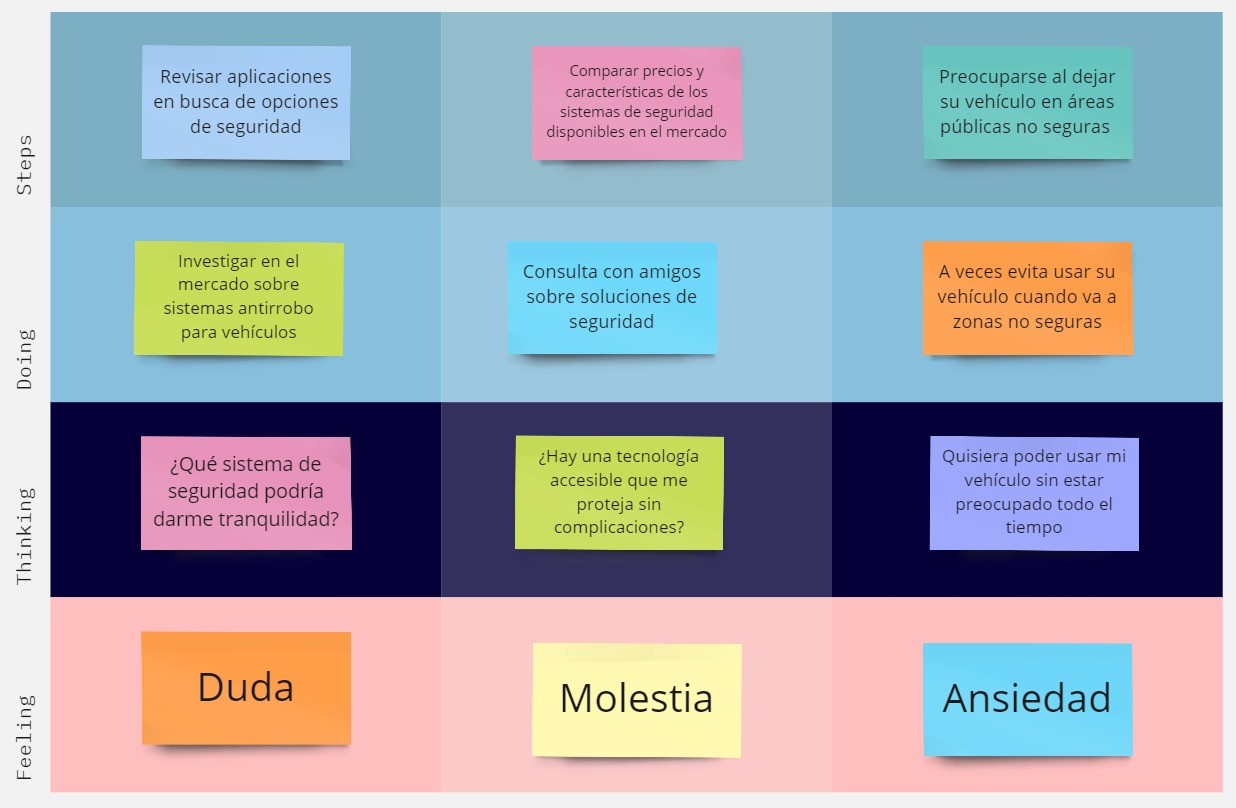 Steps
Revisar aplicaciones
en busca de opciones
de seguridad
Comparar precios y
características de los
sistemas de seguridad
disponibles en el mercado
Preocuparse al dejar
su vehículo en áreas
públicas no seguras
Doing
Investigar en el
mercado sobre
sistemas antirrobo
para vehículos
Consulta con amigos
sobre soluciones de
seguridad
A veces evita usar su
vehículo cuando va a
zonas no seguras
Thinking
¿Qué sistema de
seguridad podría
darme tranquilidad?
¿Hay una tecnología
accesible que me
proteja sin
complicaciones?
Quisiera poder usar mi
vehículo sin estar
preocupado todo el
tiempo
Feeling
Duda
Molestia
Ansiedad